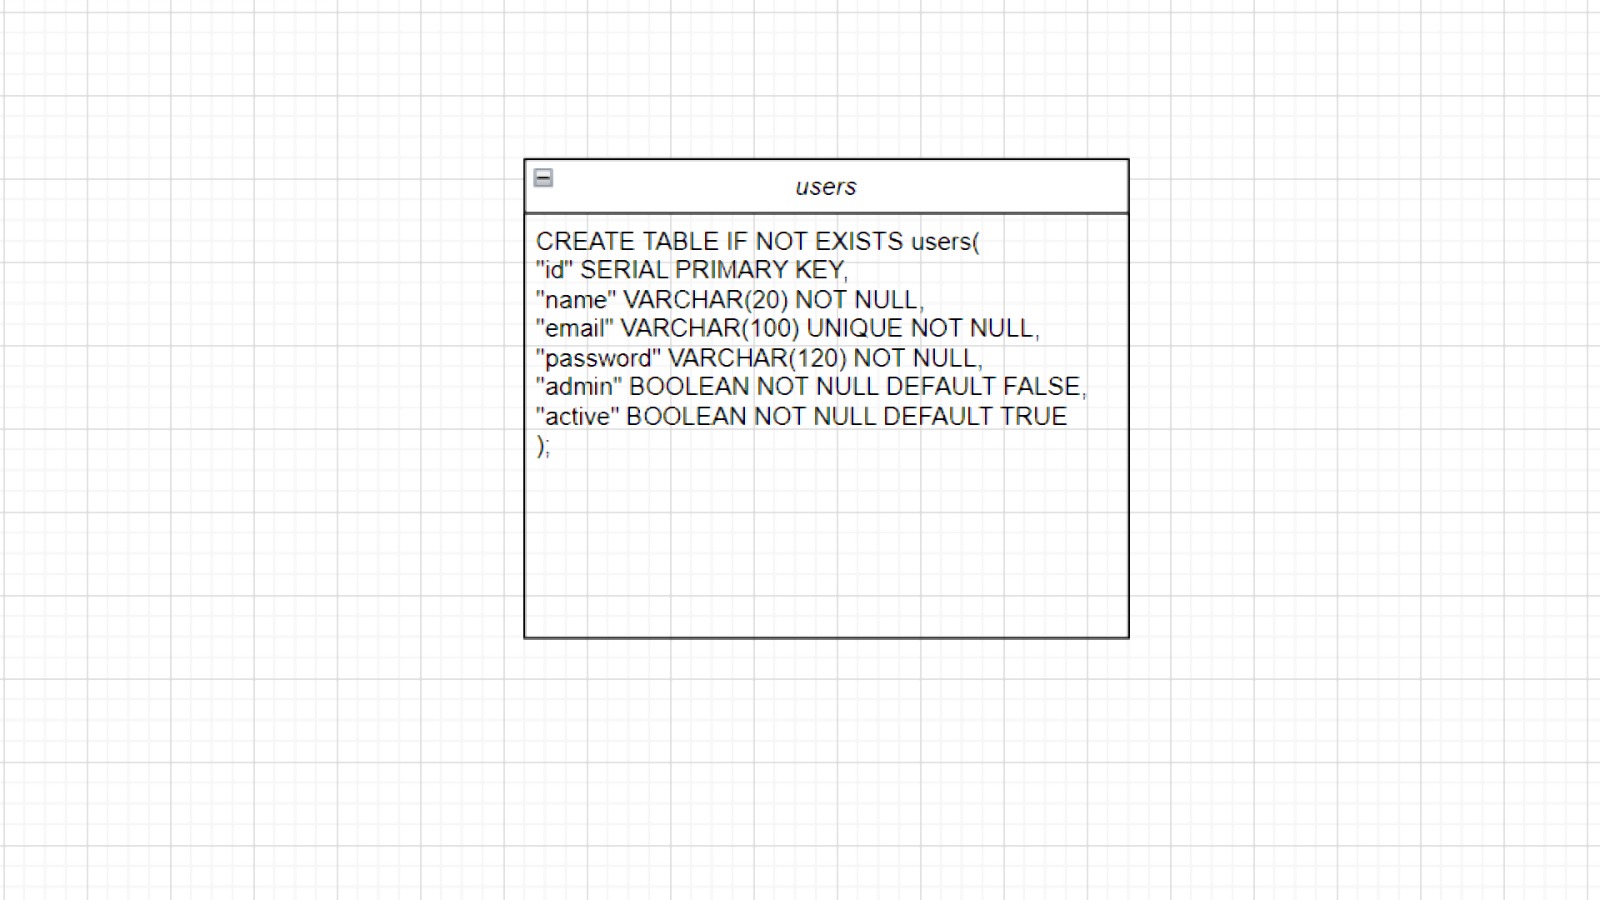 users
CREATE TABLE IF NOT EXISTS users(
"id" SERIAL PRIMARY KEY,
"name" VARCHAR(20) NOT NULL,
"email" VARCHAR(100) UNIQUE NOT NULL,
"password" VARCHAR(120) NOT NULL,
"admin" BOOLEAN NOT NULL DEFAULT FALSE,
"active" BOOLEAN NOT NULL DEFAULT TRUE
);